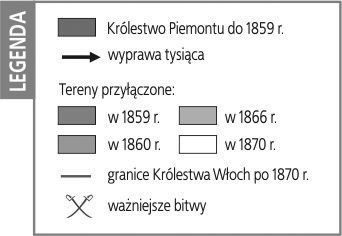 LEGENDA
Królestwo Piemontu do 1859 r.
wyprawa tysiąca
Tereny przyłączone:
w 1859 r. w 1866 r.
w 1860 r. w 1870 r.
granice Królestwa Włoch po 1870 r.
ważniejsze bitwy